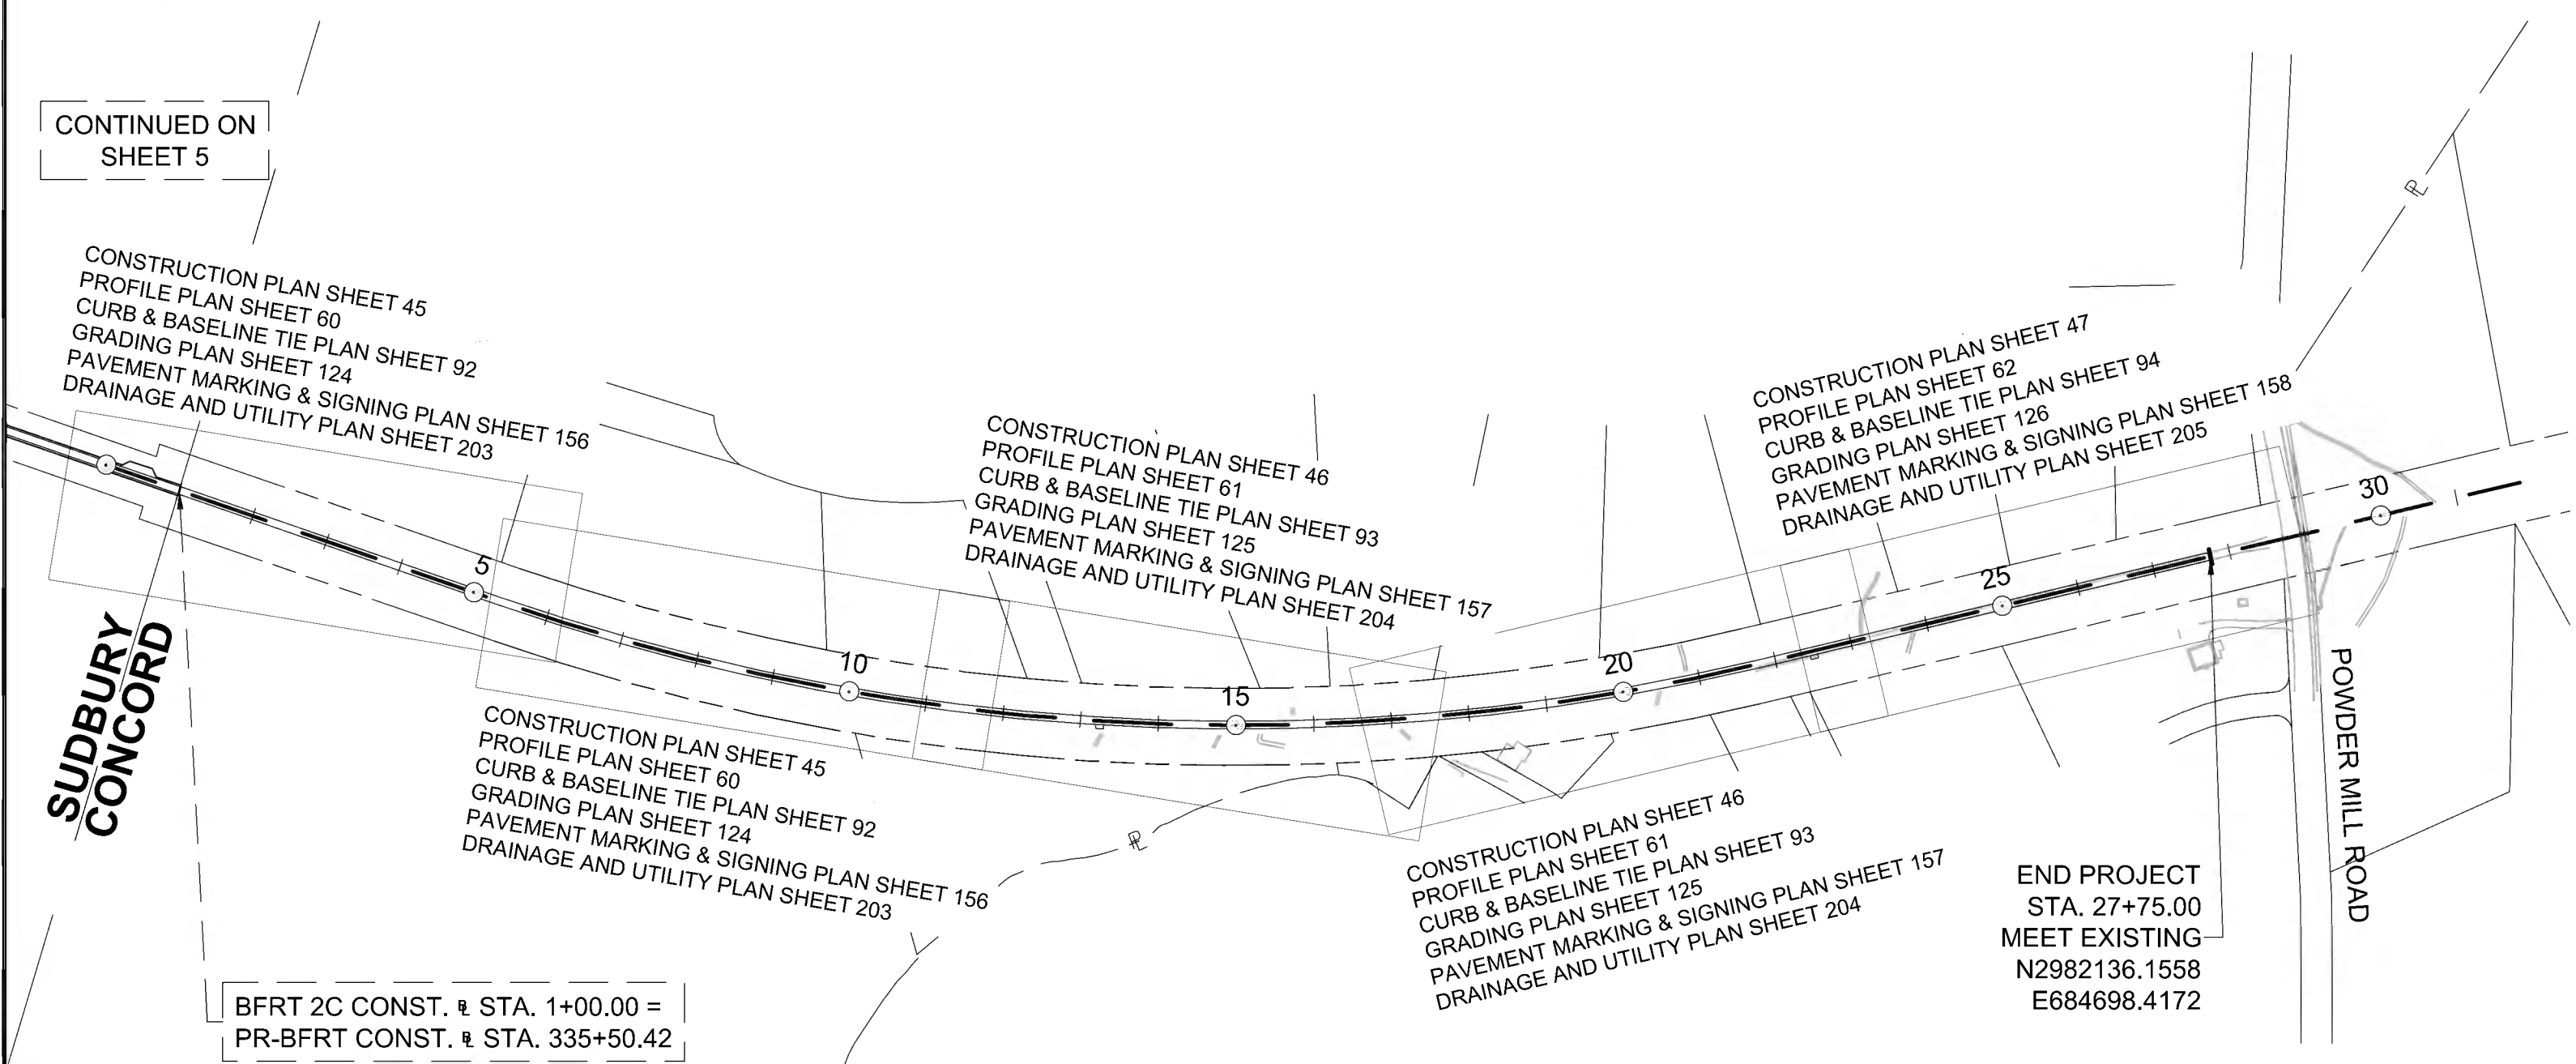 CONTINUED ON
SHEET 5
CONSTRUCTION PLAN SHEET 45
PROFILE PLAN SHEET 60
CURB & BASELINE TIE PLAN SHEET 92
GRADING PLAN SHEET 124
PAVEMENT MARKING & SIGNING PLAN SHEET 156
DRAINAGE AND UTILITY PLAN SHEET 203
CONSTRUCTION PLAN SHEET 46
PROFILE PLAN SHEET 61
CURB & BASELINE TIE PLAN SHEET 93
GRADING PLAN SHEET 125
PAVEMENT MARKING & SIGNING PLAN SHEET 157
DRAINAGE AND UTILITY PLAN SHEET 204
CONSTRUCTION PLAN SHEET 47
PROFILE PLAN SHEET 62
CURB & BASELINE TIE PLAN SHEET 94
GRADING PLAN SHEET 126
PAVEMENT MARKING & SIGNING PLAN SHEET 158
DRAINAGE AND UTILITY PLAN SHEET 205
PL
5
10
15
20
25
30
SUDBURY
CONCORD
CONSTRUCTION PLAN SHEET 45
PROFILE PLAN SHEET 60
CURB & BASELINE TIE PLAN SHEET 92
GRADING PLAN SHEET 124
PAVEMENT MARKING & SIGNING PLAN SHEET 156
DRAINAGE AND UTILITY PLAN SHEET 203
PL
CONSTRUCTION PLAN SHEET 46
PROFILE PLAN SHEET 61
CURB & BASELINE TIE PLAN SHEET 93
GRADING PLAN SHEET 125
PAVEMENT MARKING & SIGNING PLAN SHEET 157
DRAINAGE AND UTILITY PLAN SHEET 204
POWDER MILL ROAD
END PROJECT
STA. 27+75.00
MEET EXISTING
N2982136.1558
E684698.4172
BFRT 2C CONST. BL STA. 1+00.00 =
PR-BFRT CONST. BL STA. 335+50.42